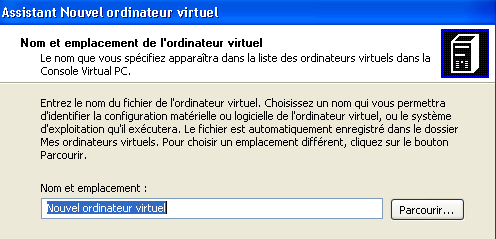 Assistant Nouvel ordinateur virtuel
Nom et emplacement de l'ordinateur virtuel
Le nom que vous spécifiez apparaîtra dans la liste des ordinateurs virtuels dans la
Console Virtual PC.
Entrez le nom du fichier de l'ordinateur virtuel. Choisissez un nom qui vous permettra
d'identifier la configuration matérielle ou logicielle de l'ordinateur virtuel, ou le système
d'exploitation qu'il exécutera. Le fichier est automatiquement enregistré dans le dossier
Mes ordinateurs virtuels. Pour choisir un emplacement différent, cliquez sur le bouton
Parcourir.
Nom et emplacement :
Nouvel ordinateur virtuel
Parcourir...